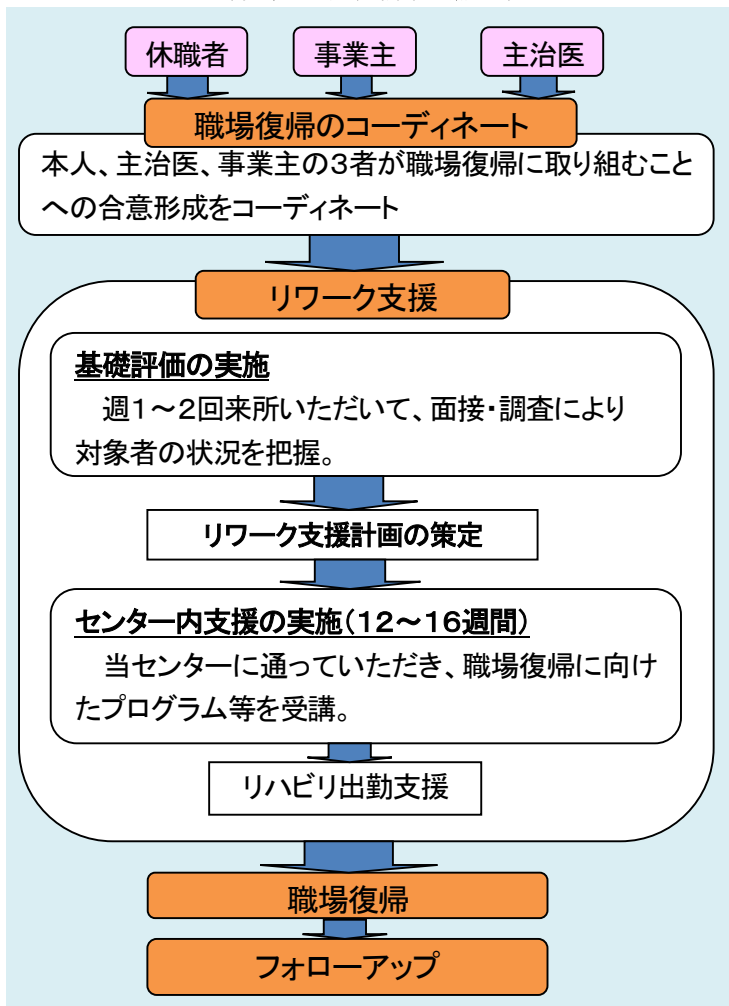 休職者
事業主
主治医
職場復帰のコーディネート
本人、主治医、事業主の3者が職場復帰に取り組むこと
への合意形成をコーディネート
リワーク支援
基礎評価の実施
週1~2回来所いただいて、面接・調査により
対象者の状況を把握。
リワーク支援計画の策定
センター内支援の実施(12~16週間)
当センターに通っていただき、職場復帰に向け
たプログラム等を受講。
リハビリ出勤支援
職場復帰
フォローアップ